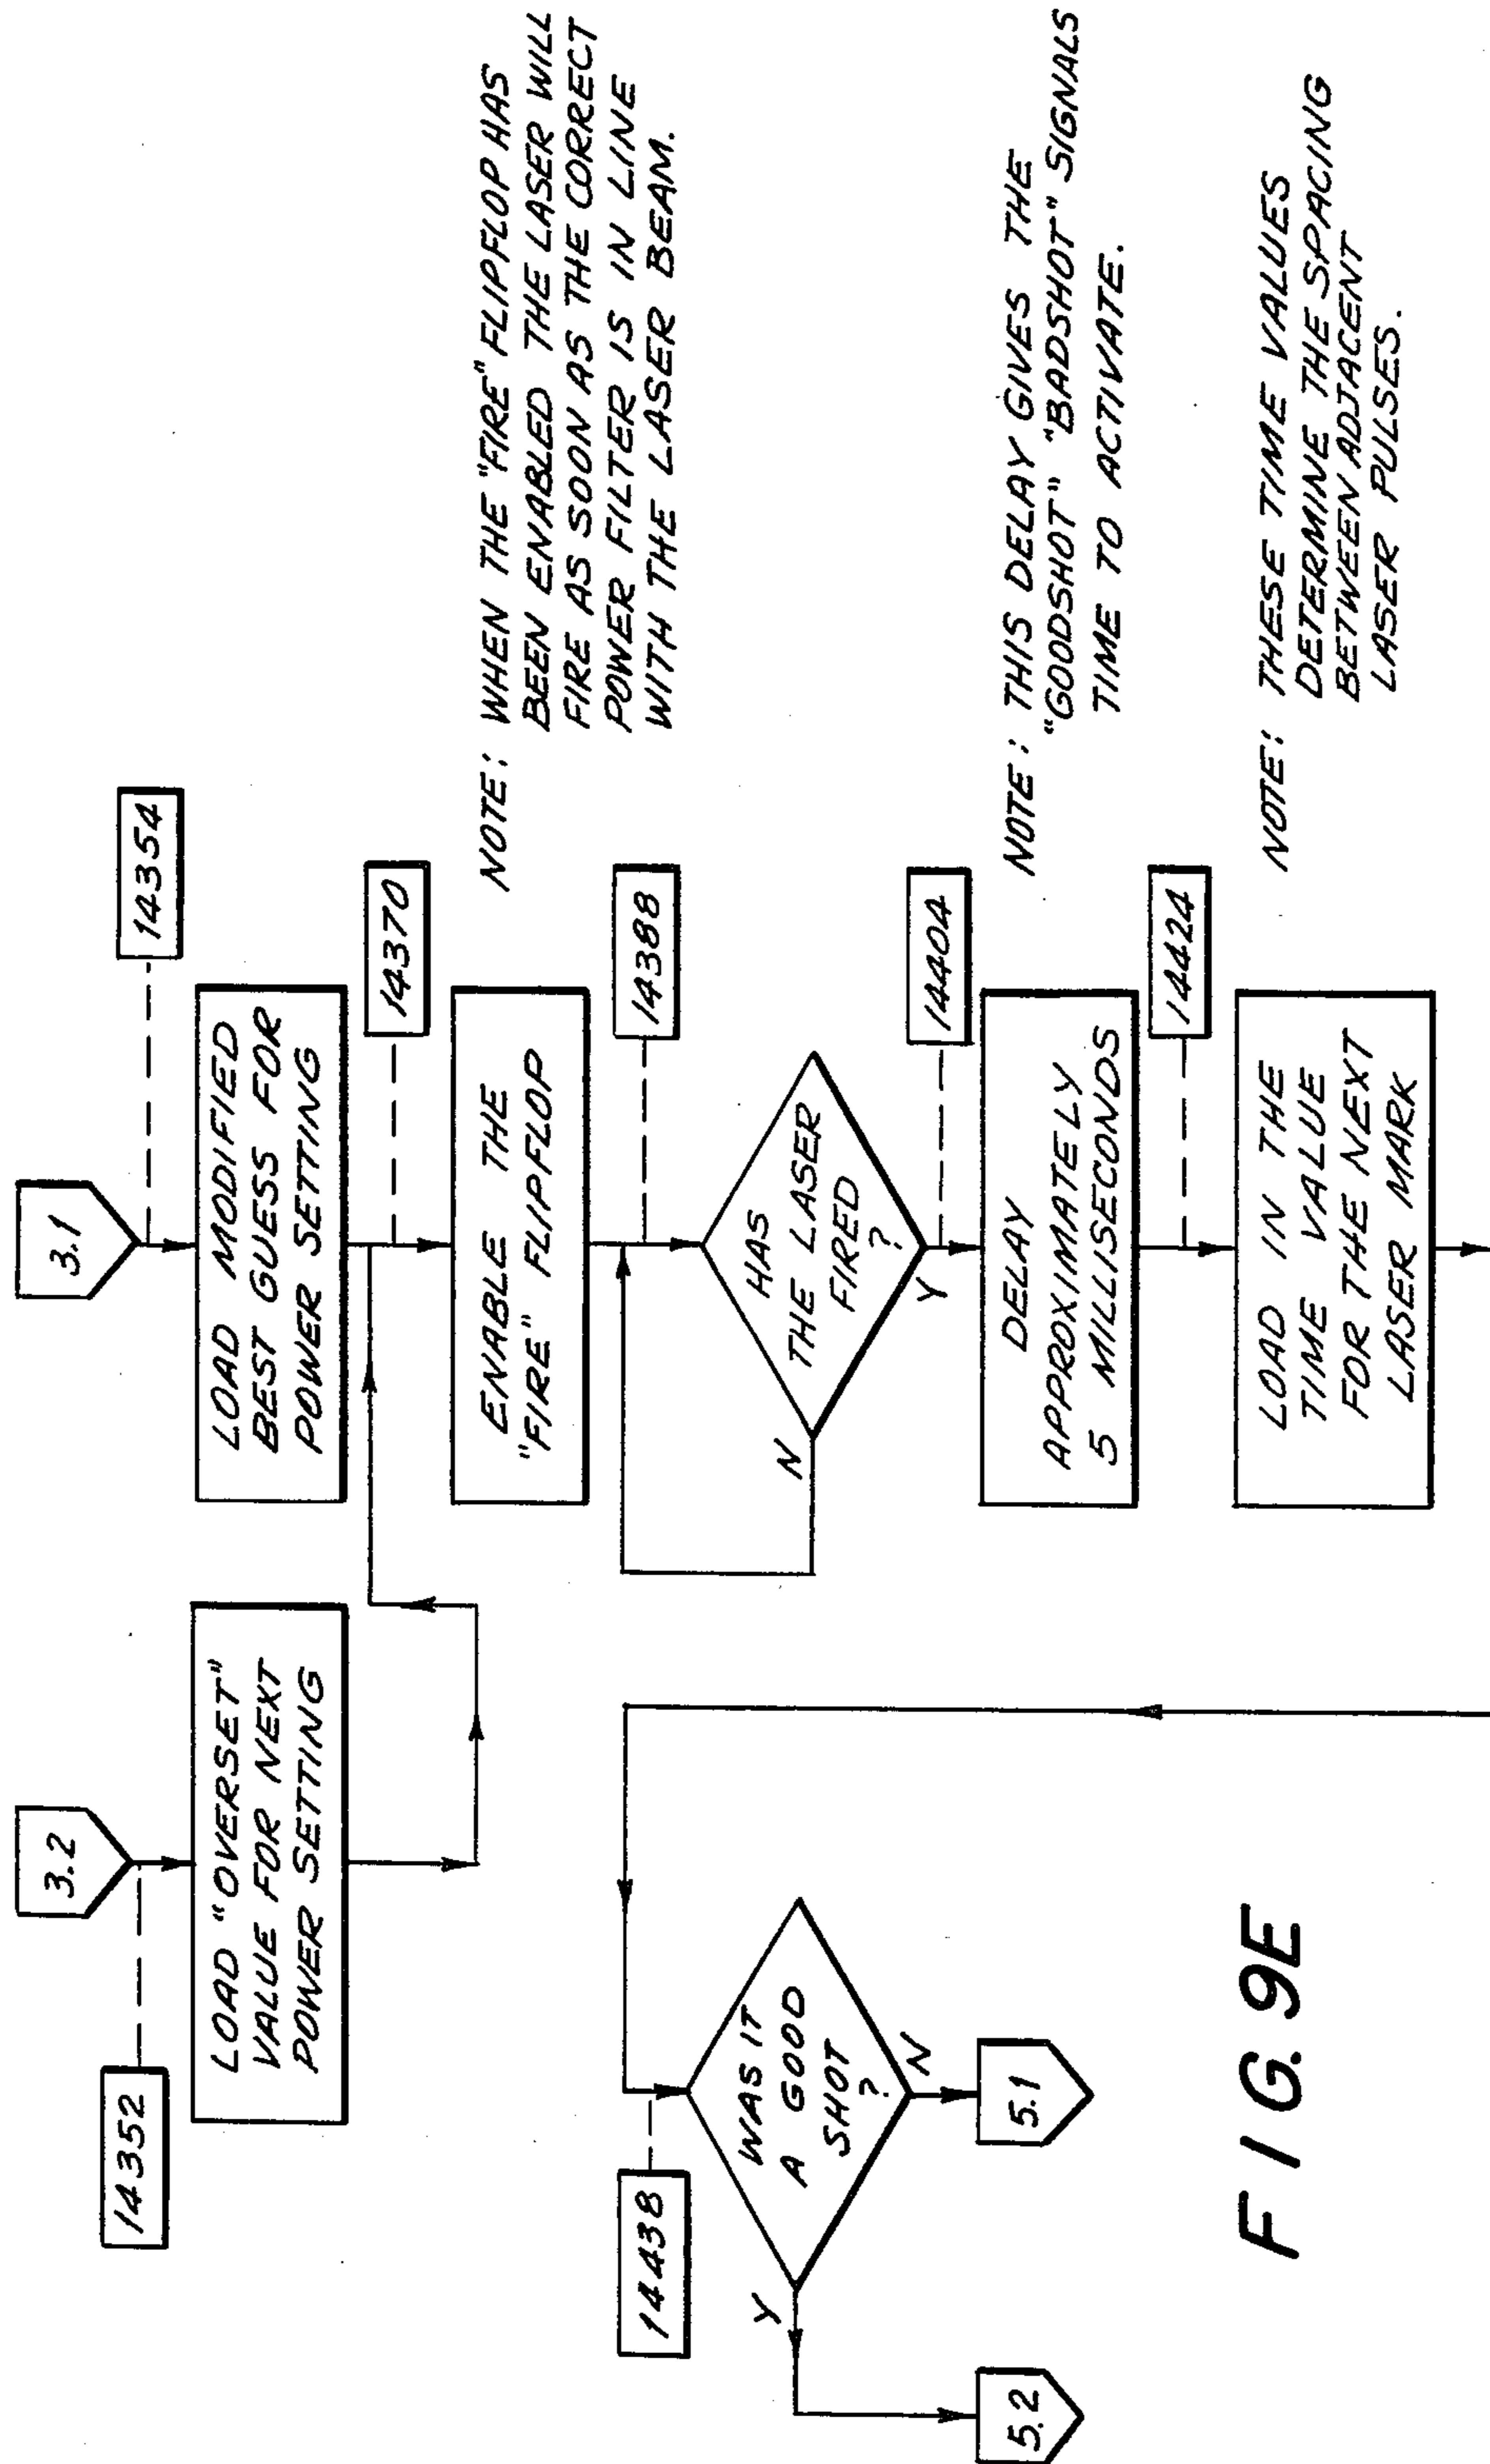 3.1
14354
LOAD MODIFIED
BEST GUESS FOR
POWER SETTING
14370
ENABLE THE
"FIRE" FLIPFLOP
NOTE: WHEN THE "FIRE" FLIPFLOP HAS
BEEN ENABLED THE LASER WILL
FIRE AS SOON AS THE CORRECT
POWER FILTER IS IN LINE
WITH THE LASER BEAM.
14388
HAS
THE LASER
FIRED
?
N
Y
14404
DELAY
APPROXIMATELY
5 MILLISECONDS
NOTE: THIS DELAY GIVES THE
"GOODSHOT" "BADSHOT" SIGNALS
TIME TO ACTIVATE.
14424
LOAD IN THE
TIME VALUE
FOR THE NEXT
LASER MARK
NOTE: THESE TIME VALUES
DETERMINE THE SPACING
BETWEEN ADJACENT
LASER PULSES.
3.2
14352
LOAD "OVERSET"
VALUE FOR NEXT
POWER SETTING
14438
WAS IT
A GOOD
SHOT
?
Y
N
5.2
5.1
FIG. 9E